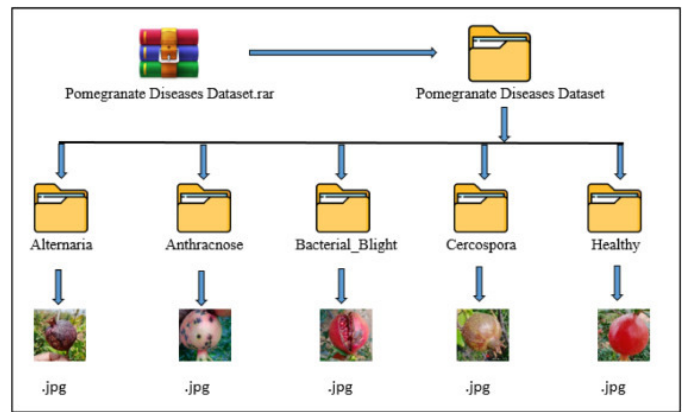 Pomegranate Diseases Dataset.rar
Pomegranate Diseases Dataset
Alternaria
Anthracnose
Bacterial_Blight
Cercospora
Healthy
.jpg
.jpg
.jpg
.jpg
.jpg